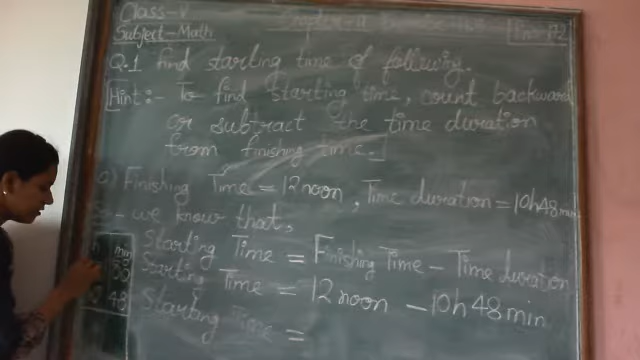 Class-V
Subject-Math
Q.1 find starting time of following.
[Hint:- To find starting time, count backward
or subtract the time duration
from finishing time.]
a) Finishing Time = 12 noon, Time duration = 10h48min
- we know that,
Starting Time = Finishing Time - Time duration
Starting Time = 12 noon - 10h 48 min
Starting Time =
min
48